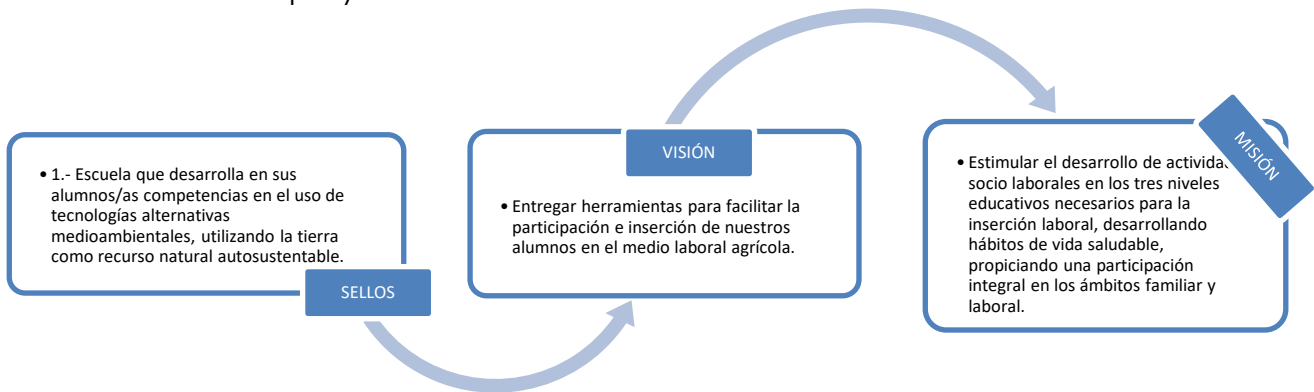 • 1.- Escuela que desarrolla en sus
alumnos/as competencias en el uso de
tecnologías alternativas
medioambientales, utilizando la tierra
como recurso natural autosustentable.
SELLOS
VISIÓN
• Entregar herramientas para facilitar la
participación e inserción de nuestros
alumnos en el medio laboral agrícola.
MISIÓN
• Estimular el desarrollo de
socio laborales en los tres niveles
educativos necesarios para la
inserción laboral, desarrollando
hábitos de vida saludable,
propiciando una participación
integral en los ámbitos familiar y
laboral.